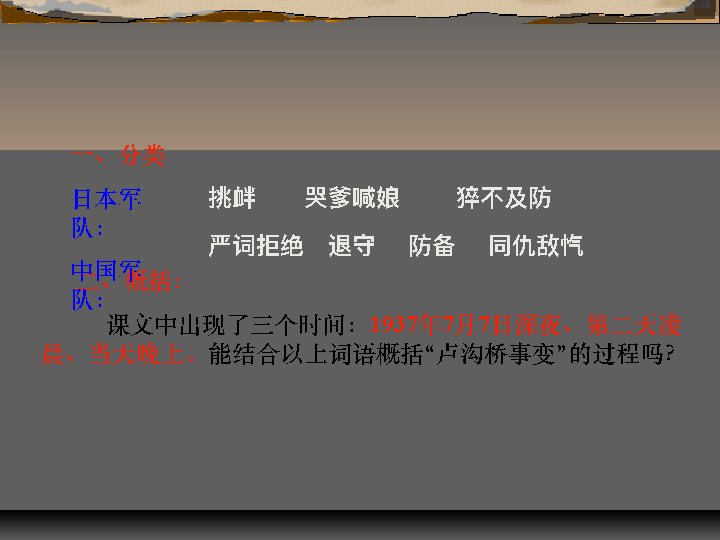 一、分类
日本军
队：
挑衅 哭爹喊娘 猝不及防
严词拒绝 退守 防备 同仇敌忾
中国军
队：
二、概括：
课文中出现了三个时间：1937年7月7日深夜、第二天凌
晨、当天晚上。能结合以上词语概括“卢沟桥事变”的过程吗？